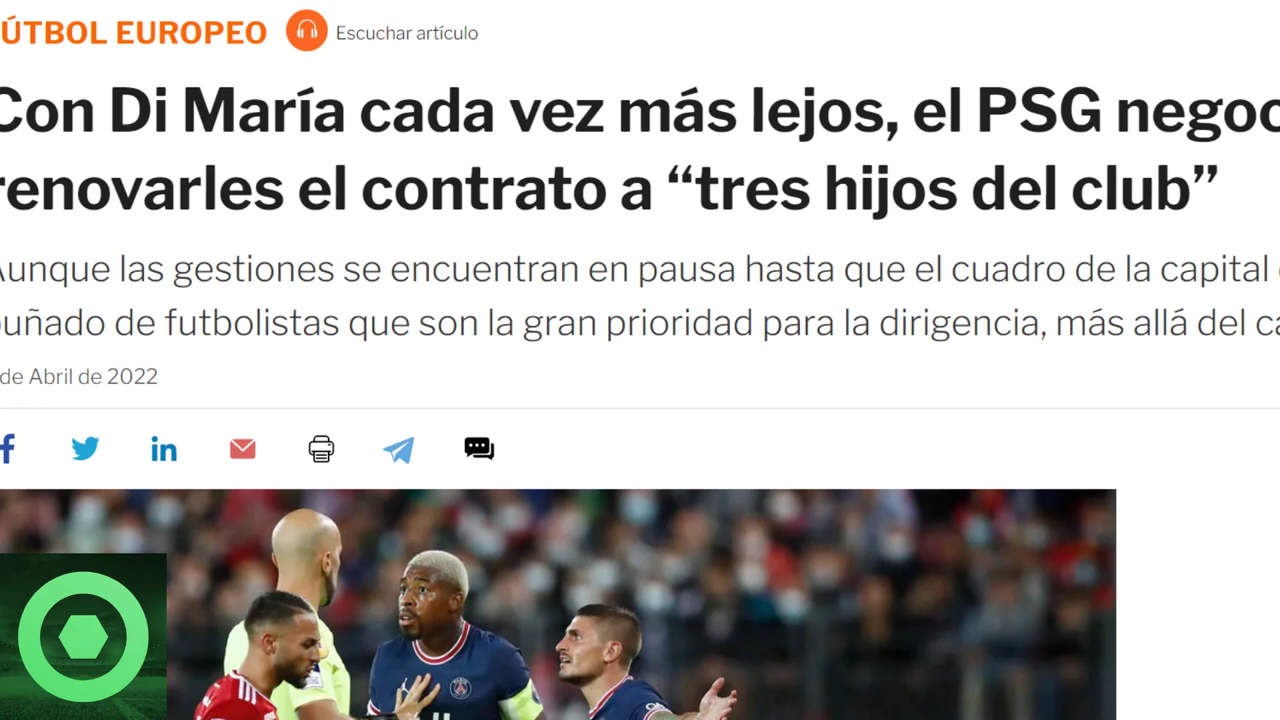 ÚTBOL EUROPEO
Escuchar artículo
Con Di María cada vez más lejos, el PSG negoc
renovarles el contrato a “tres hijos del club”
Aunque las gestiones se encuentran en pausa hasta que el cuadro de la capital
puñado de futbolistas que son la gran prioridad para la dirigencia, más allá del ca
de Abril de 2022